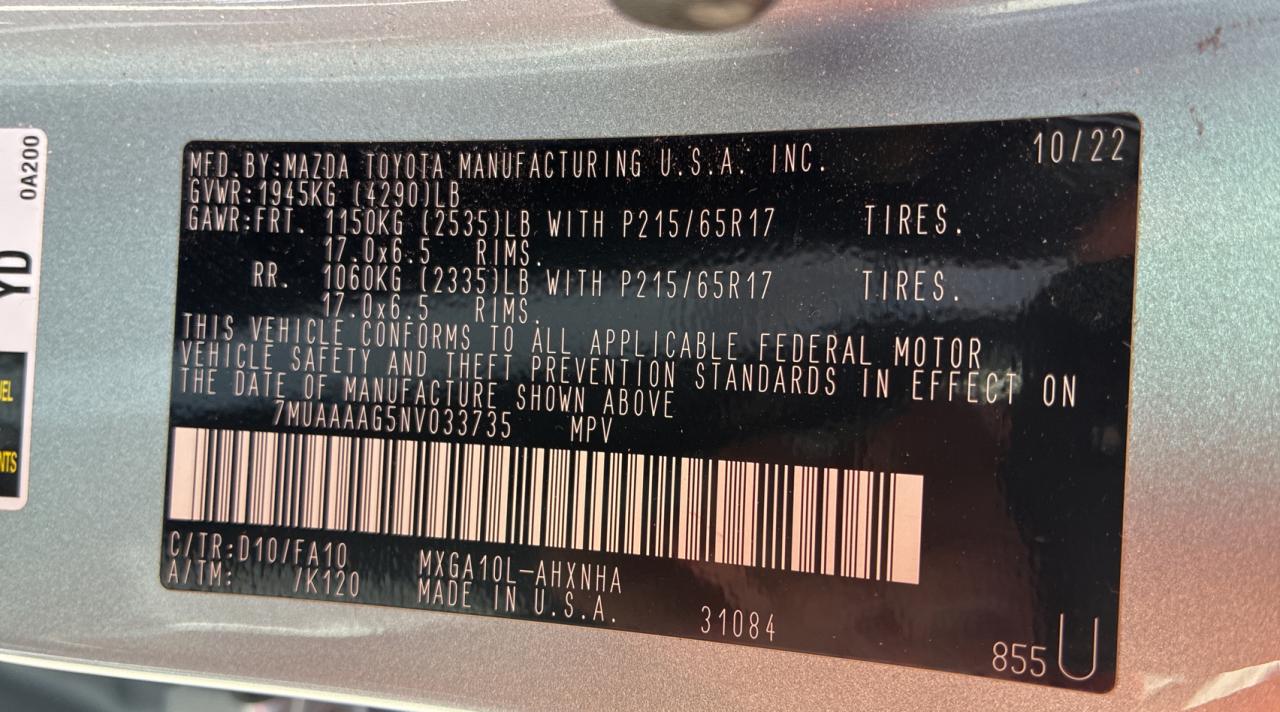 MFD.BY:MAZDA TOYOTA MANUFACTURING U.S.A. INC. 10/22
GVWR:1945KG (4290)LB
GAWR:FRT. 1150KG (2535)LB WITH P215/65R17 TIRES.
17.0x6.5 RIMS.
RR. 1060KG (2335)LB WITH P215/65R17 TIRES.
17.0x6.5 RIMS.
THIS VEHICLE CONFORMS TO ALL APPLICABLE FEDERAL MOTOR
VEHICLE SAFETY AND THEFT PREVENTION STANDARDS IN EFFECT ON
THE DATE OF MANUFACTURE SHOWN ABOVE
7MUAAAAG5NV033735 MPV
C/TR:D10/FA10 MXGA10L-AHXNHA
A/TM: /K120 MADE IN U.S.A.
31084
855 U
0A200
YD